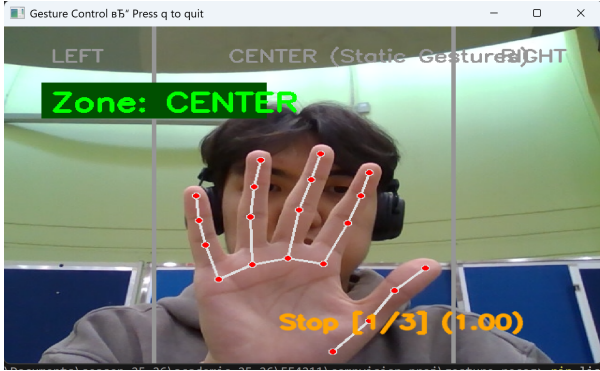 Gesture Control вЂ“ Press q to quit
LEFT CENTER (Static Gestures) RIGHT
Zone: CENTER
Stop [1/3] (1.00)